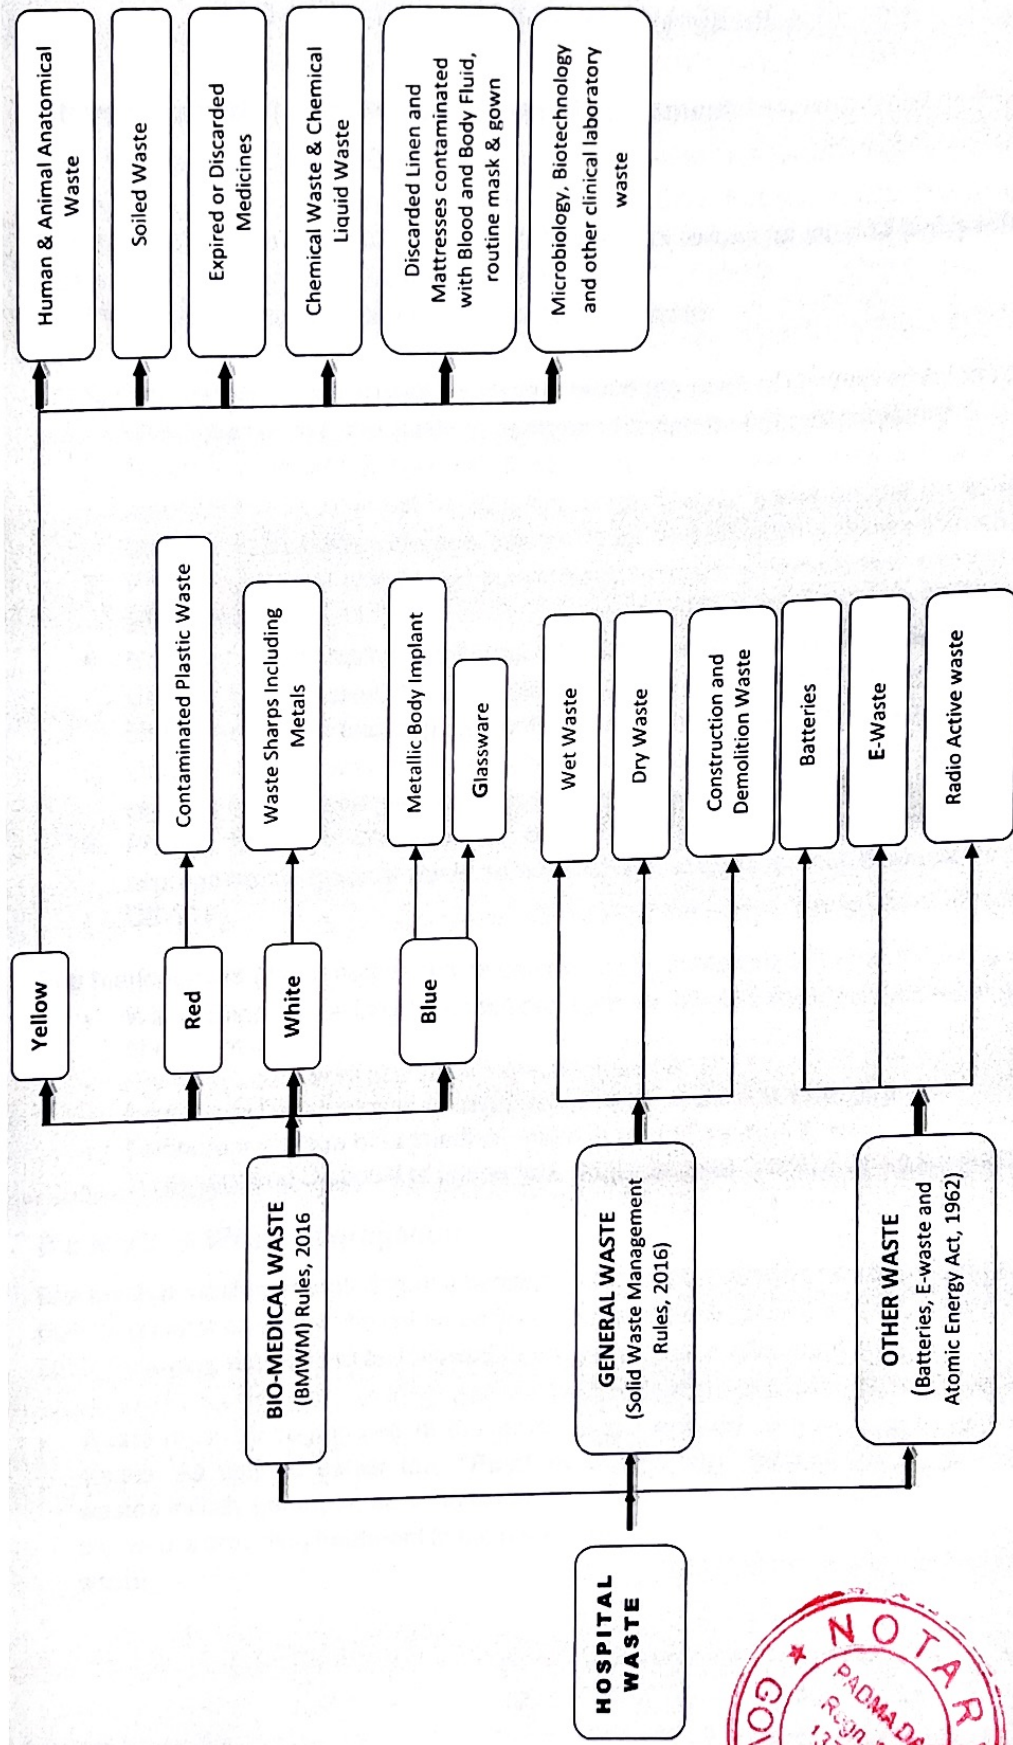 HOSPITAL
WASTE
BIO-MEDICAL WASTE
(BMWM) Rules, 2016
Yellow
Human & Animal Anatomical
Waste
Soiled Waste
Expired or Discarded
Medicines
Chemical Waste & Chemical
Liquid Waste
Discarded Linen and
Mattresses contaminated
with Blood and Body Fluid,
routine mask & gown
Microbiology, Biotechnology
and other clinical laboratory
waste
Red
Contaminated Plastic Waste
White
Waste Sharps Including
Metals
Blue
Metallic Body Implant
Glassware
GENERAL WASTE
(Solid Waste Management
Rules, 2016)
Wet Waste
Dry Waste
Construction and
Demolition Waste
OTHER WASTE
(Batteries, E-waste and
Atomic Energy Act, 1962)
Batteries
E-Waste
Radio Active waste
NOTAR
PADMA DA
Regn.